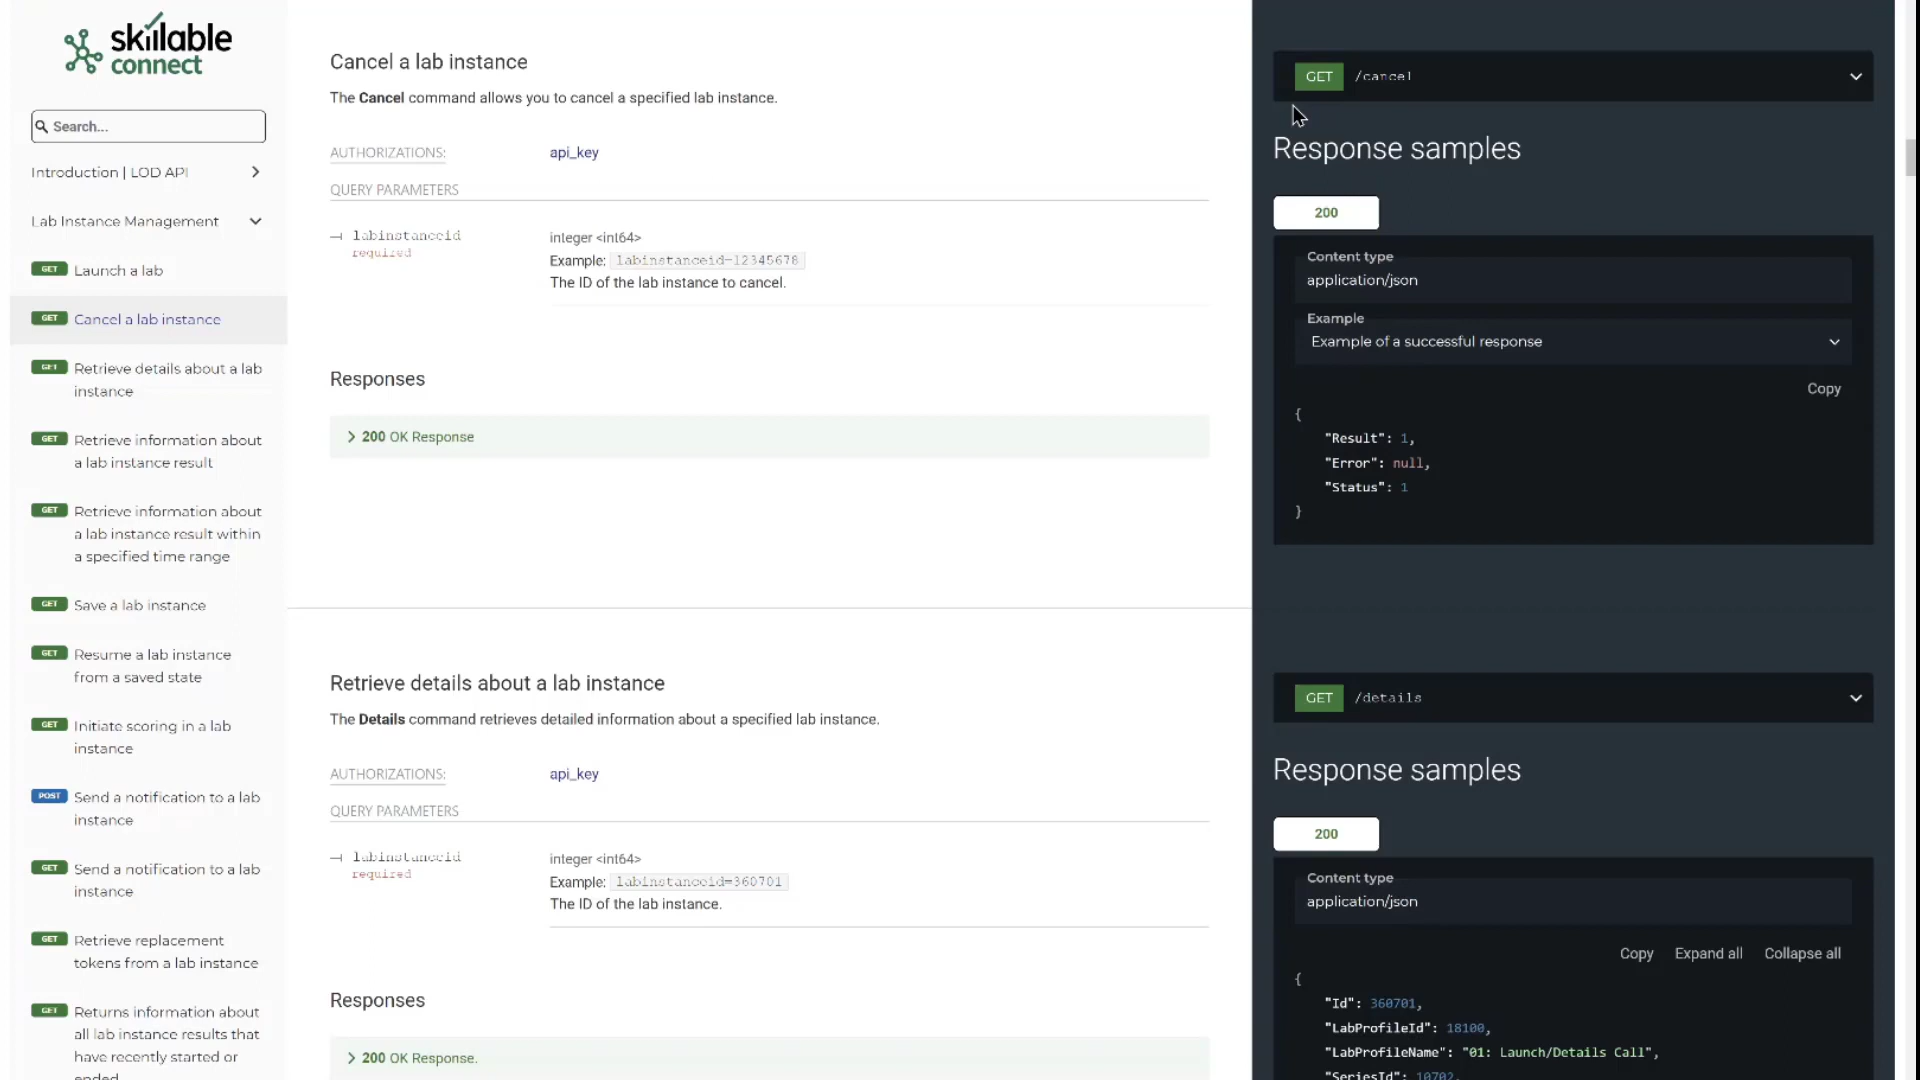 skillable
connect
Search...
Introduction | LOD API
Lab Instance Management
GET Launch a lab
GET Cancel a lab instance
GET Retrieve details about a lab
instance
GET Retrieve information about
a lab instance result
GET Retrieve information about
a lab instance result within
a specified time range
GET Save a lab instance
GET Resume a lab instance
from a saved state
GET Initiate scoring in a lab
instance
POST Send a notification to a lab
instance
GET Send a notification to a lab
instance
GET Retrieve replacement
tokens from a lab instance
GET Returns information about
all lab instance results that
have recently started or
ended
Cancel a lab instance
The Cancel command allows you to cancel a specified lab instance.
AUTHORIZATIONS: api_key
QUERY PARAMETERS
labinstanceid
required
integer <int64>
Example: labinstanceid=12345678
The ID of the lab instance to cancel.
Responses
200 OK Response
Retrieve details about a lab instance
The Details command retrieves detailed information about a specified lab instance.
AUTHORIZATIONS: api_key
QUERY PARAMETERS
labinstanceid
required
integer <int64>
Example: labinstanceid=360701
The ID of the lab instance.
Responses
200 OK Response.
GET /cancel
Response samples
200
Content type
application/json
Example
Example of a successful response
Copy
{
"Result": 1,
"Error": null,
"Status": 1
}
GET /details
Response samples
200
Content type
application/json
Copy Expand all Collapse all
{
"Id": 360701,
"LabProfileId": 18100,
"LabProfileName": "01: Launch/Details Call",
"SeriesId": 10702,